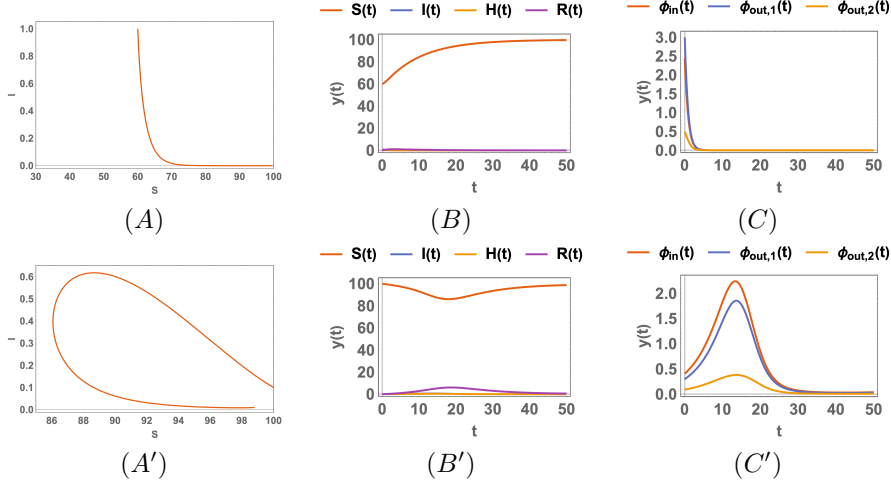 S(t) I(t) H(t) R(t)
ϕin(t) ϕout,1(t) ϕout,2(t)
I
1.0
0.8
0.6
0.4
0.2
0.0
30 40 50 60 70 80 90 100
S
(A)
y(t)
100
80
60
40
20
0
0 10 20 30 40 50
t
(B)
y(t)
3.0
2.5
2.0
1.5
1.0
0.5
0.0
0 10 20 30 40 50
t
(C)
S(t) I(t) H(t) R(t)
ϕin(t) ϕout,1(t) ϕout,2(t)
I
0.6
0.5
0.4
0.3
0.2
0.1
0.0
86 88 90 92 94 96 98 100
S
(A′)
y(t)
100
80
60
40
20
0
0 10 20 30 40 50
t
(B′)
y(t)
2.0
1.5
1.0
0.5
0.0
0 10 20 30 40 50
t
(C′)